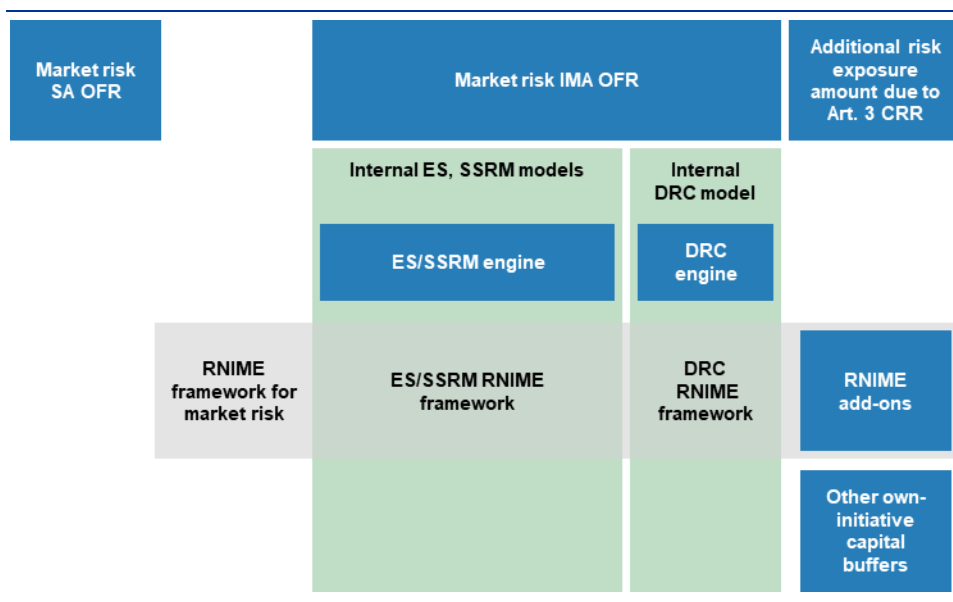 Market risk
SA OFR
Market risk IMA OFR
Additional risk
exposure
amount due to
Art. 3 CRR
Internal ES, SSRM models
Internal
DRC model
ES/SSRM engine
DRC
engine
RNIME
framework for
market risk
ES/SSRM RNIME
framework
DRC
RNIME
framework
RNIME
add-ons
Other own-
initiative
capital
buffers